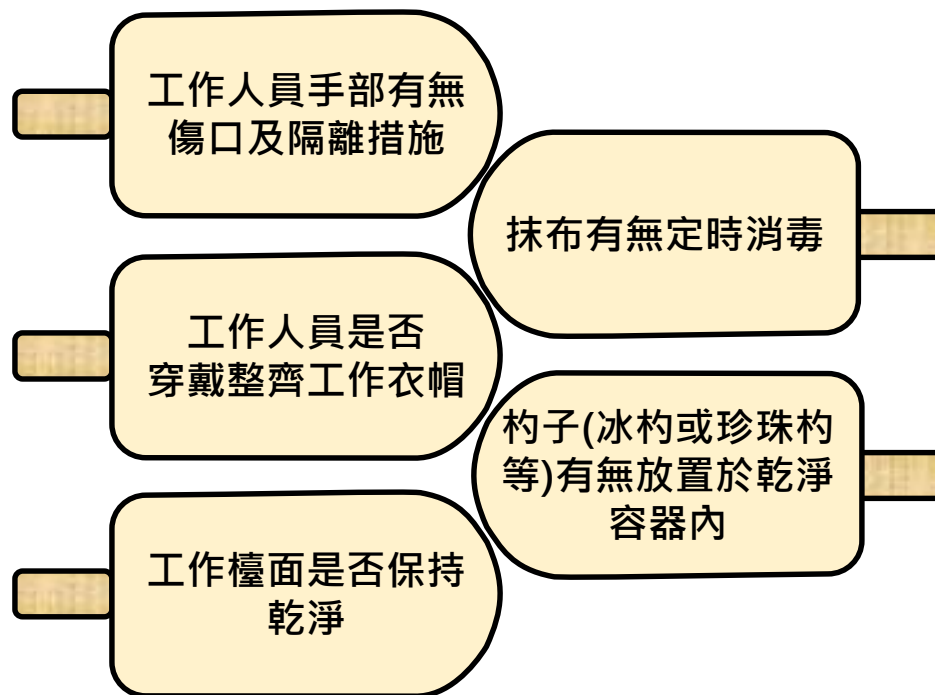 工作人員手部有無
傷口及隔離措施
抹布有無定時消毒
工作人員是否
穿戴整齊工作衣帽
杓子(冰杓或珍珠杓
等)有無放置於乾淨
容器內
工作檯面是否保持
乾淨